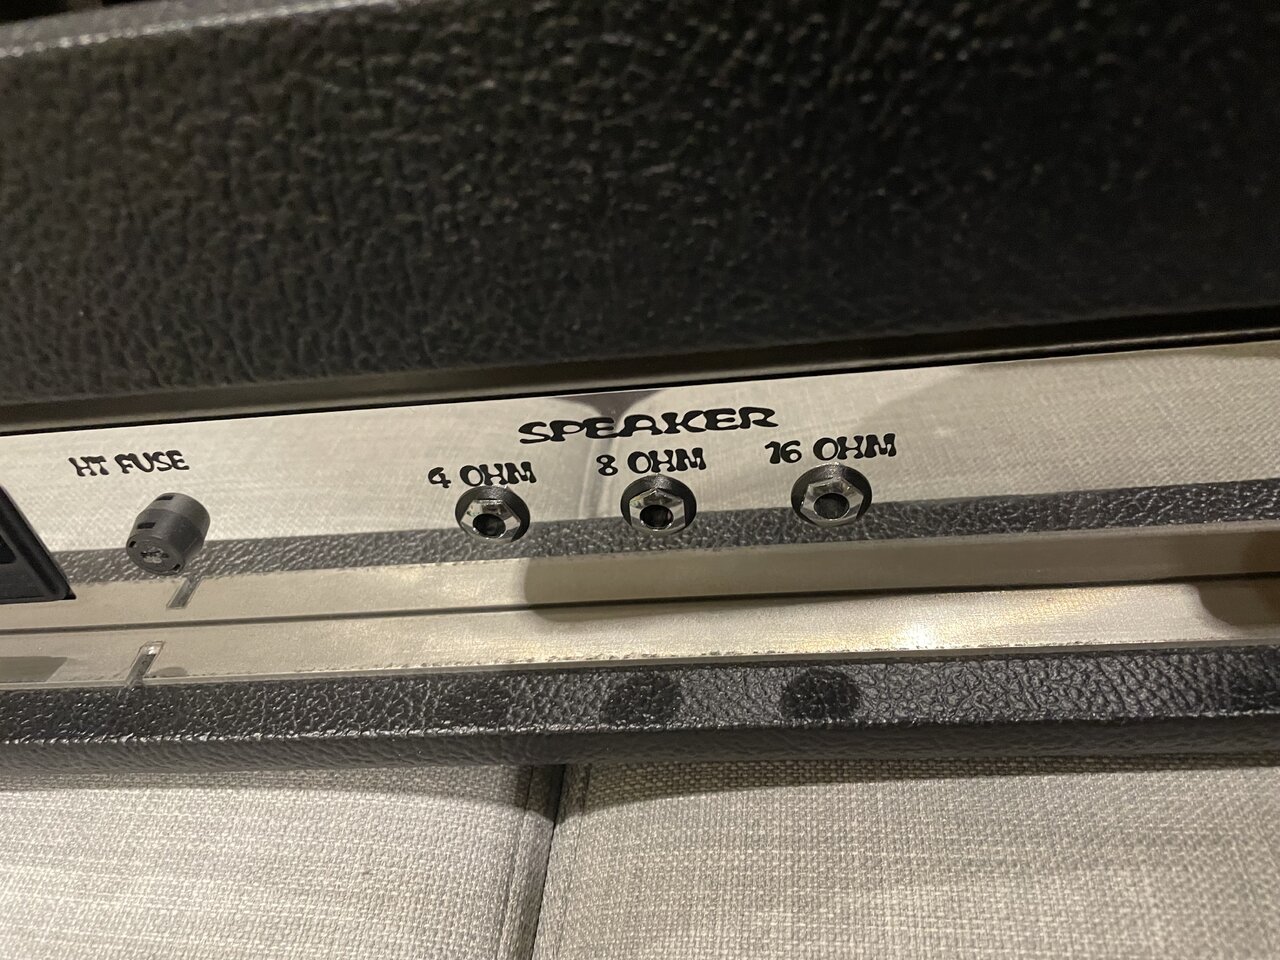 SPEAKER
HT FUSE
4 OHM
8 OHM
16 OHM